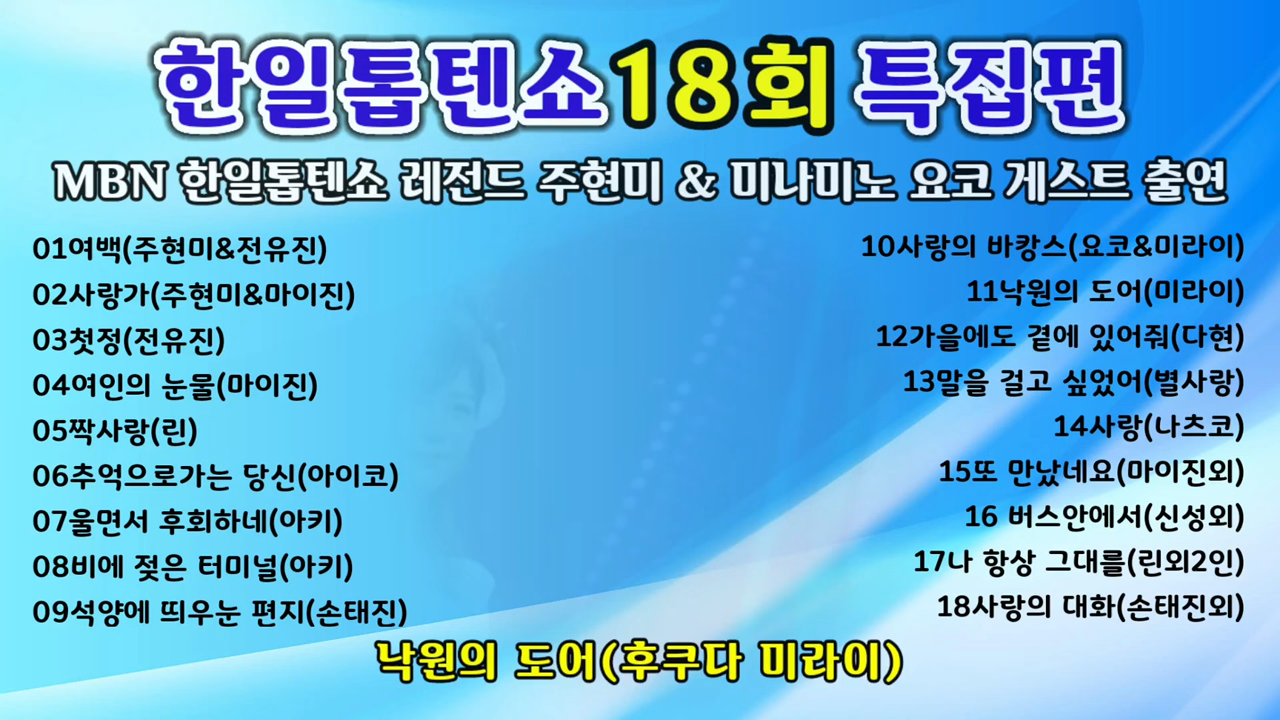 한일톱텐쇼18회 특집편
MBN 한일톱텐쇼 레전드 주현미 & 미나미노 요코 게스트 출연
01여백(주현미&전유진)
02사랑가(주현미&마이진)
03첫정(전유진)
04여인의 눈물(마이진)
05짝사랑(린)
06추억으로가는 당신(아이코)
07울면서 후회하네(아키)
08비에 젖은 터미널(아키)
09석양에 띄우눈 편지(손태진)
10사랑의 바캉스(요코&미라이)
11낙원의 도어(미라이)
12가을에도 곁에 있어줘(다현)
13말을 걸고 싶었어(별사랑)
14사랑(나츠코)
15또 만났네요(마이진외)
16 버스안에서(신성외)
17나 항상 그대를(린외2인)
18사랑의 대화(손태진외)
낙원의 도어(후쿠다 미라이)